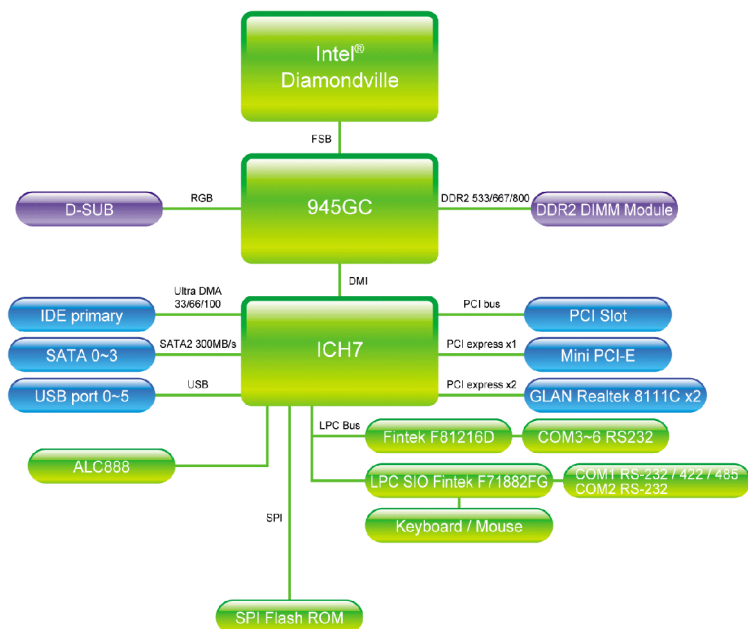 Intel®
Diamondville
FSB
D-SUB
RGB
945GC
DDR2 533/667/800
DDR2 DIMM Module
DMI
IDE primary
Ultra DMA
33/66/100
ICH7
PCI bus
PCI Slot
SATA 0~3
SATA2 300MB/s
PCI express x1
Mini PCI-E
USB port 0~5
USB
PCI express x2
GLAN Realtek 8111C x2
LPC Bus
Fintek F81216D
COM3~6 RS232
ALC888
LPC SIO Fintek F71882FG
COM1 RS-232 / 422 / 485
COM2 RS-232
SPI
Keyboard / Mouse
SPI Flash ROM